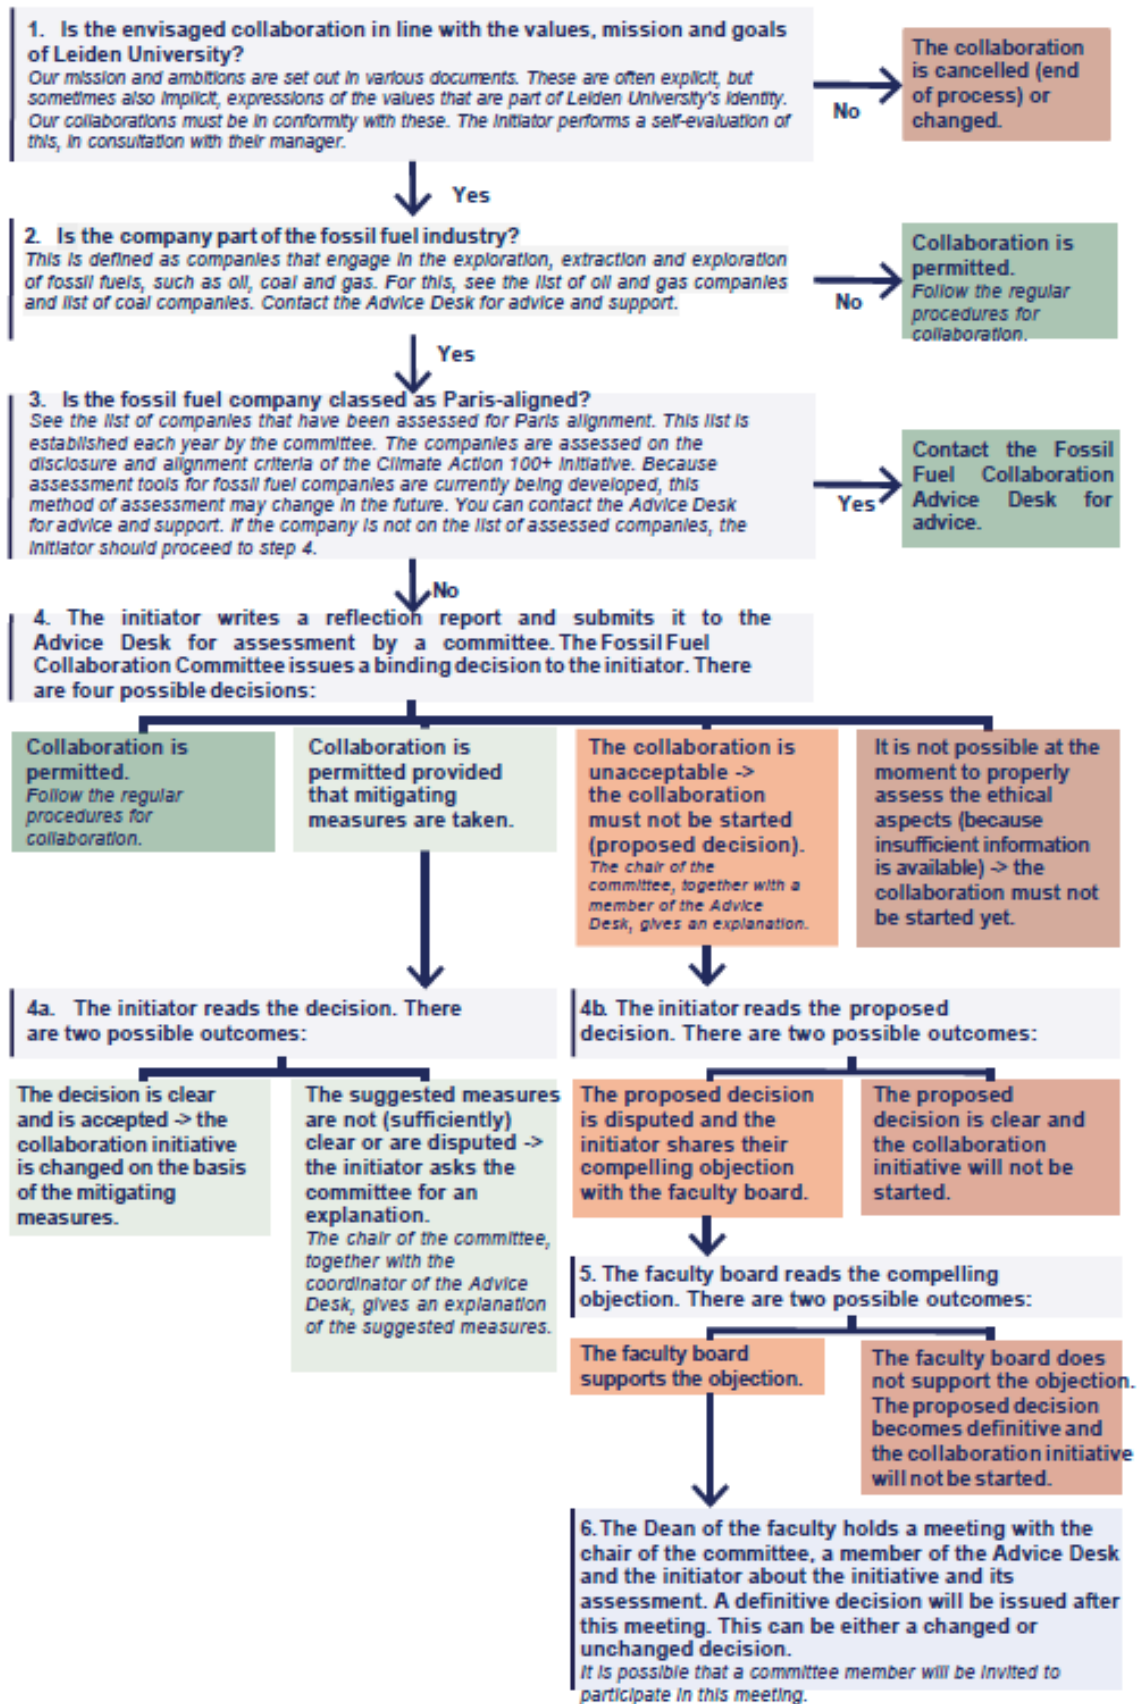 1. Is the envisaged collaboration in line with the values, mission and goals
of Leiden University?
Our mission and ambitions are set out in various documents. These are often explicit, but
sometimes also implicit, expressions of the values that are part of Leiden University's identity.
Our collaborations must be in conformity with these. The initiator performs a self-evaluation of
this, in consultation with their manager.
No
The collaboration
is cancelled (end
of process) or
changed.
Yes
2. Is the company part of the fossil fuel industry?
This is defined as companies that engage in the exploration, extraction and exploration
of fossil fuels, such as oil, coal and gas. For this, see the list of oil and gas companies
and list of coal companies. Contact the Advice Desk for advice and support.
No
Collaboration is
permitted.
Follow the regular
procedures for
collaboration.
Yes
3. Is the fossil fuel company classed as Paris-aligned?
See the list of companies that have been assessed for Paris alignment. This list is
established each year by the committee. The companies are assessed on the
disclosure and alignment criteria of the Climate Action 100+ Initiative. Because
assessment tools for fossil fuel companies are currently being developed, this
method of assessment may change in the future. You can contact the Advice Desk
for advice and support. If the company is not on the list of assessed companies, the
initiator should proceed to step 4.
Yes
Contact the Fossil
Fuel Collaboration
Advice Desk for
advice.
No
4. The initiator writes a reflection report and submits it to the
Advice Desk for assessment by a committee. The Fossil Fuel
Collaboration Committee issues a binding decision to the initiator. There
are four possible decisions:
Collaboration is
permitted.
Follow the regular
procedures for
collaboration.
Collaboration is
permitted provided
that mitigating
measures are taken.
The collaboration is
unacceptable ->
the collaboration
must not be started
(proposed decision).
The chair of the
committee, together with a
member of the Advice
Desk, gives an explanation.
It is not possible at the
moment to properly
assess the ethical
aspects (because
insufficient information
is available) -> the
collaboration must not
be started yet.
4a. The initiator reads the decision. There
are two possible outcomes:
4b. The initiator reads the proposed
decision. There are two possible outcomes:
The decision is clear
and is accepted -> the
collaboration initiative
is changed on the basis
of the mitigating
measures.
The suggested measures
are not (sufficiently)
clear or are disputed ->
the initiator asks the
committee for an
explanation.
The chair of the committee,
together with the
coordinator of the Advice
Desk, gives an explanation
of the suggested measures.
The proposed decision
is disputed and the
initiator shares their
compelling objection
with the faculty board.
The proposed
decision is clear and
the collaboration
initiative will not be
started.
5. The faculty board reads the compelling
objection. There are two possible outcomes:
The faculty board
supports the objection.
The faculty board does
not support the objection.
The proposed decision
becomes definitive and
the collaboration initiative
will not be started.
6. The Dean of the faculty holds a meeting with the
chair of the committee, a member of the Advice Desk
and the initiator about the initiative and its
assessment. A definitive decision will be issued after
this meeting. This can be either a changed or
unchanged decision.
It is possible that a committee member will be invited to
participate in this meeting.